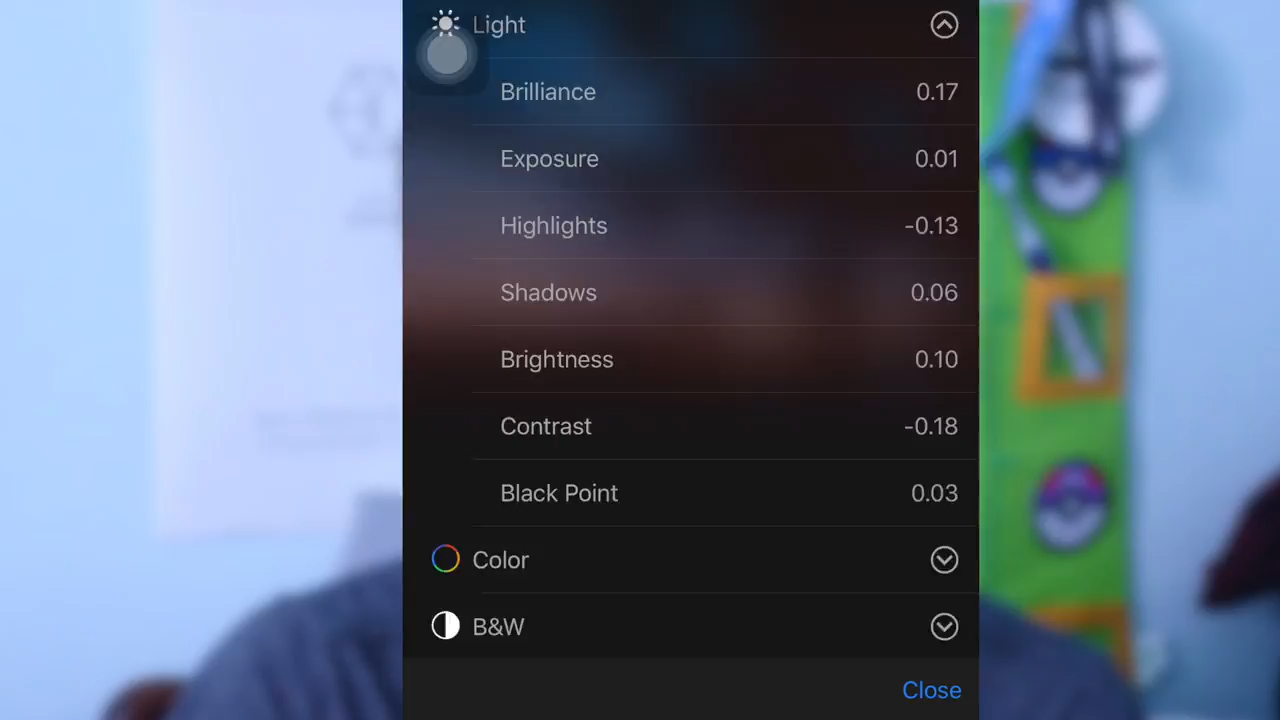 Light
Brilliance 0.17
Exposure 0.01
Highlights -0.13
Shadows 0.06
Brightness 0.10
Contrast -0.18
Black Point 0.03
Color
B&W
Close